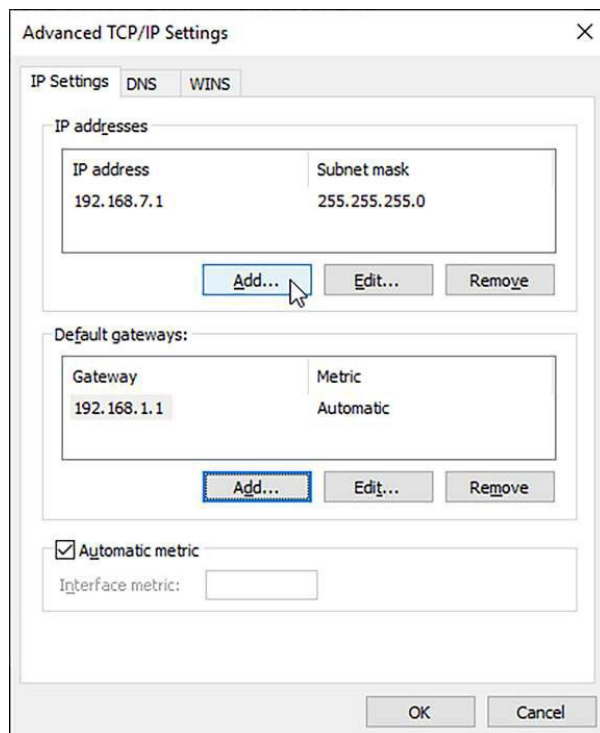 Advanced TCP/IP Settings
IP Settings DNS WINS
IP addresses
IP address Subnet mask
192.168.7.1 255.255.255.0
Add... Edit... Remove
Default gateways:
Gateway Metric
192.168.1.1 Automatic
Add... Edit... Remove
Automatic metric
Interface metric:
OK Cancel